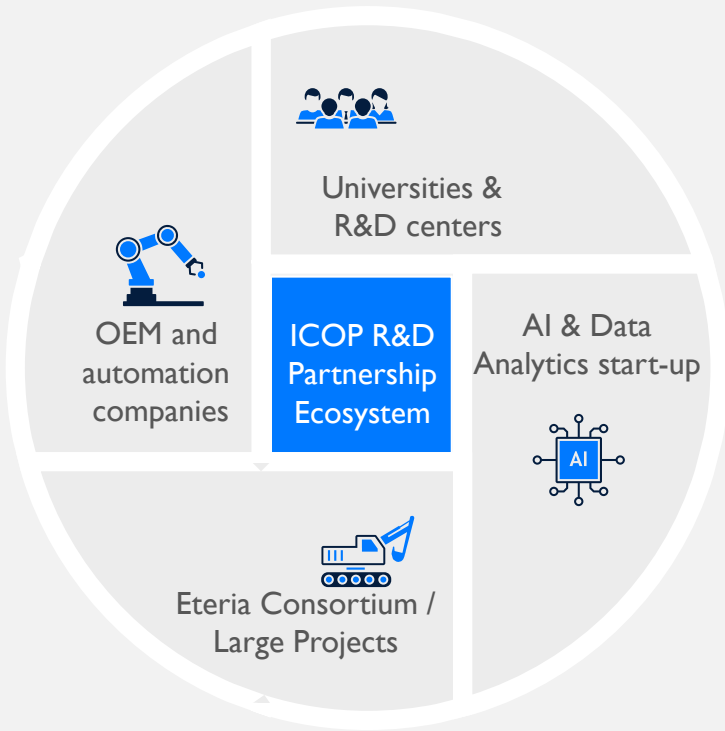 Universities &
R&D centers
OEM and
automation
companies
ICOP R&D
Partnership
Ecosystem
AI & Data
Analytics start-up
AI
Eteria Consortium /
Large Projects